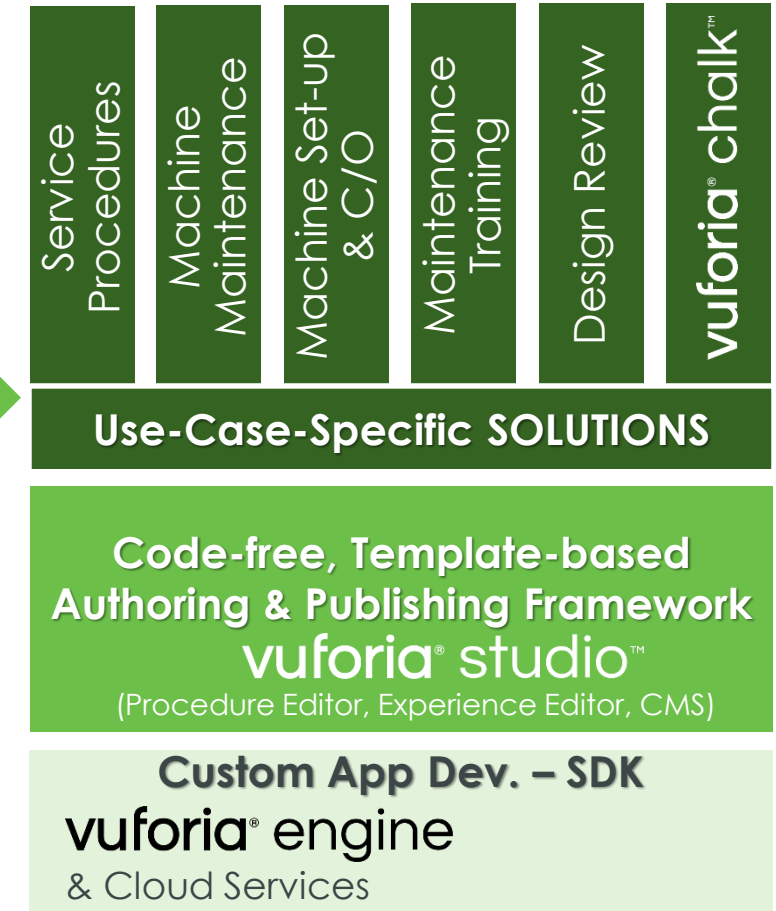 Service
Procedures
Machine
Maintenance
Machine Set-up
& C/O
Maintenance
Training
Design Review
vuforia® chalk™
Use-Case-Specific SOLUTIONS
Code-free, Template-based
Authoring & Publishing Framework
vuforia® studio™
(Procedure Editor, Experience Editor, CMS)
Custom App Dev. – SDK
vuforia® engine
& Cloud Services